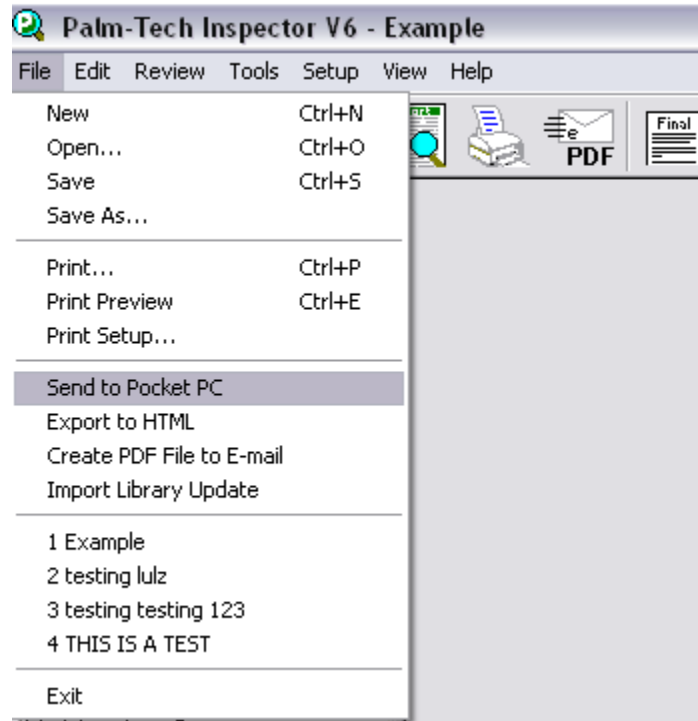 Palm-Tech Inspector V6 - Example
File Edit Review Tools Setup View Help
New Ctrl+N
Open... Ctrl+O
Save Ctrl+S
Save As...
PDF
Final
Print... Ctrl+P
Print Preview Ctrl+E
Print Setup...
Send to Pocket PC
Export to HTML
Create PDF File to E-mail
Import Library Update
1 Example
2 testing lulz
3 testing testing 123
4 THIS IS A TEST
Exit